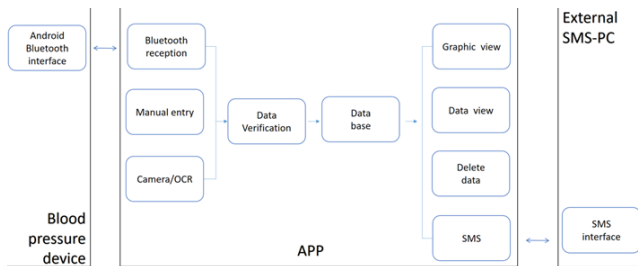 External
SMS-PC
Android
Bluetooth
interface
Bluetooth
reception
Graphic view
Manual entry
Data
Verification
Data
base
Data view
Camera/OCR
Delete
data
Blood
pressure
device
APP
SMS
SMS
interface